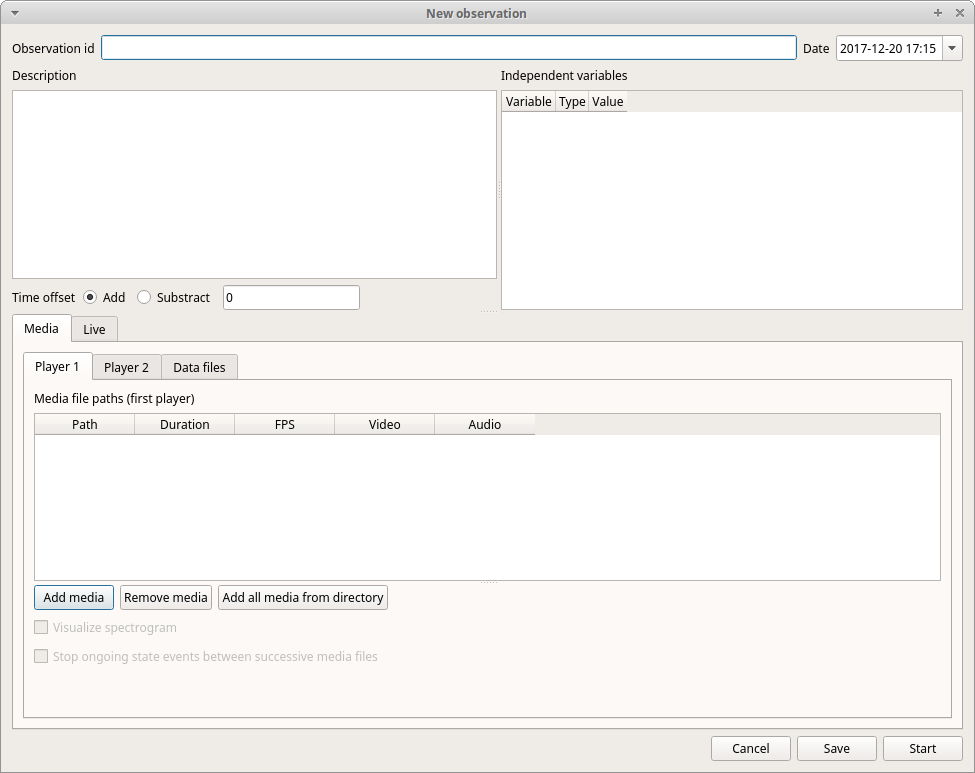 New observation
Observation id Date 2017-12-20 17:15
Description Independent variables
Variable Type Value
Time offset Add Substract 0
Media Live
Player 1 Player 2 Data files
Media file paths (first player)
Path Duration FPS Video Audio
Add media Remove media Add all media from directory
Visualize spectrogram
Stop ongoing state events between successive media files
Cancel Save Start